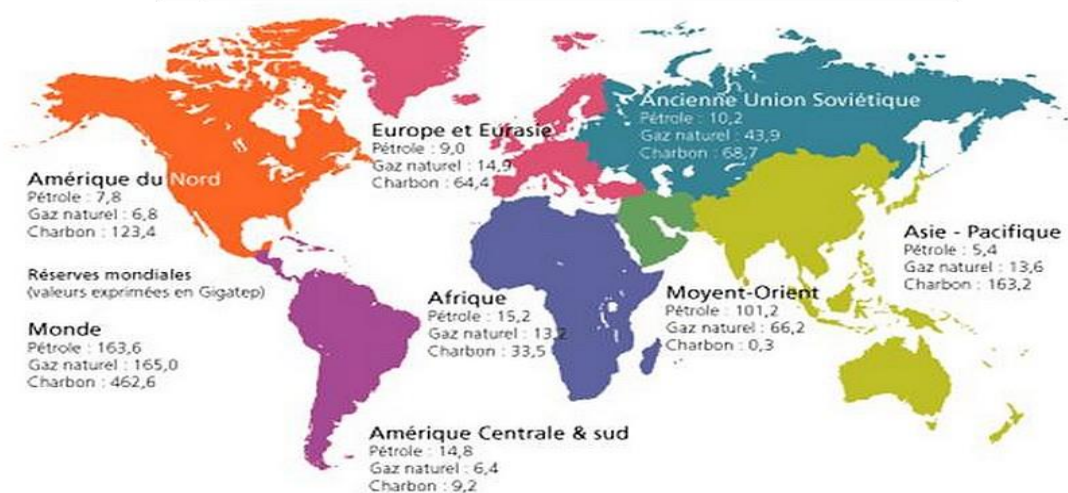 Ancienne Union Soviétique
Pétrole : 10,2
Gaz naturel : 43,9
Charbon : 68,7
Europe et Eurasie
Pétrole : 9,0
Gaz naturel : 14,9
Charbon : 64,4
Amérique du Nord
Pétrole : 7,8
Gaz naturel : 6,8
Charbon : 123,4
Asie - Pacifique
Pétrole : 5,4
Gaz naturel : 13,6
Charbon : 163,2
Réserves mondiales
(valeurs exprimées en Gigatep)
Monde
Pétrole : 163,6
Gaz naturel : 165,0
Charbon : 462,6
Afrique
Pétrole : 15,2
Gaz naturel : 13,2
Charbon : 33,5
Moyent-Orient
Pétrole : 101,2
Gaz naturel : 66,2
Charbon : 0,3
Amérique Centrale & sud
Pétrole : 14,8
Gaz naturel : 6,4
Charbon : 9,2